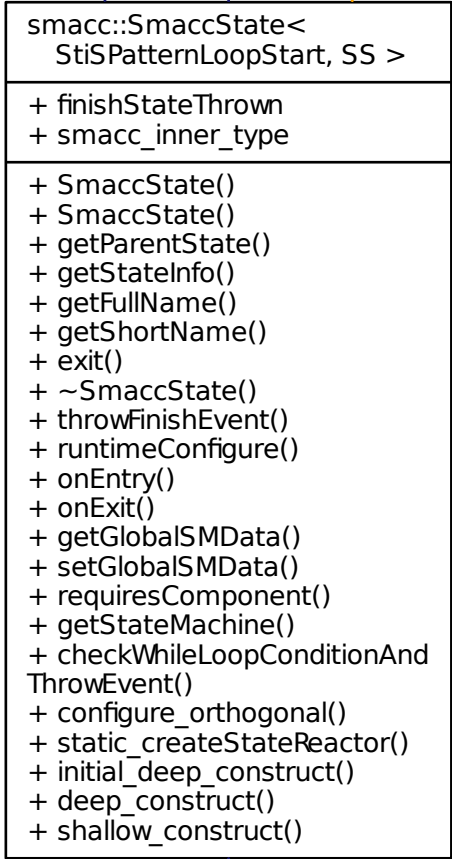 smacc::SmaccState<
StiSPatternLoopStart, SS >
+ finishStateThrown
+ smacc_inner_type
+ SmaccState()
+ SmaccState()
+ getParentState()
+ getStateInfo()
+ getFullName()
+ getShortName()
+ exit()
+ ~SmaccState()
+ throwFinishEvent()
+ runtimeConfigure()
+ onEntry()
+ onExit()
+ getGlobalSMData()
+ setGlobalSMData()
+ requiresComponent()
+ getStateMachine()
+ checkWhileLoopConditionAnd
ThrowEvent()
+ configure_orthogonal()
+ static_createStateReactor()
+ initial_deep_construct()
+ deep_construct()
+ shallow_construct()